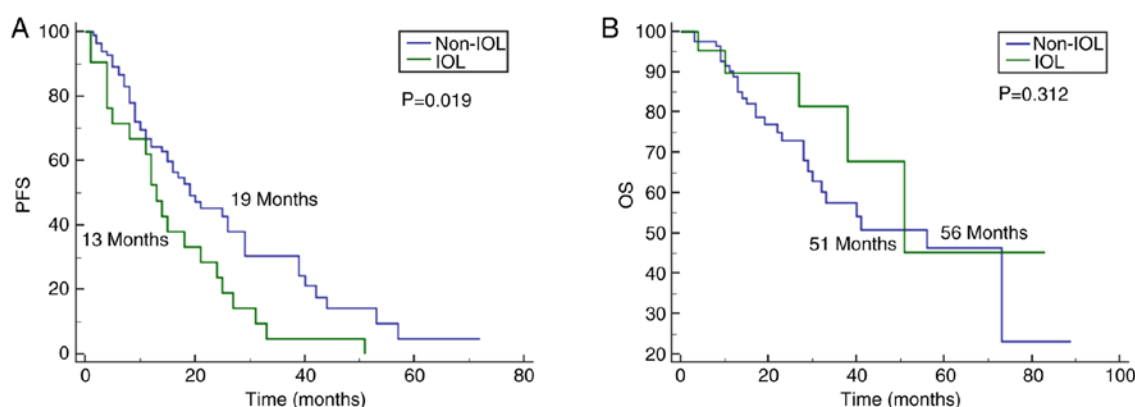 A
Non-IOL
IOL
P=0.019
100
80
60
40
20
0
PFS
19 Months
13 Months
0 20 40 60 80
Time (months)
B
Non-IOL
IOL
P=0.312
100
90
80
70
60
50
40
30
20
OS
51 Months
56 Months
0 20 40 60 80 100
Time (months)